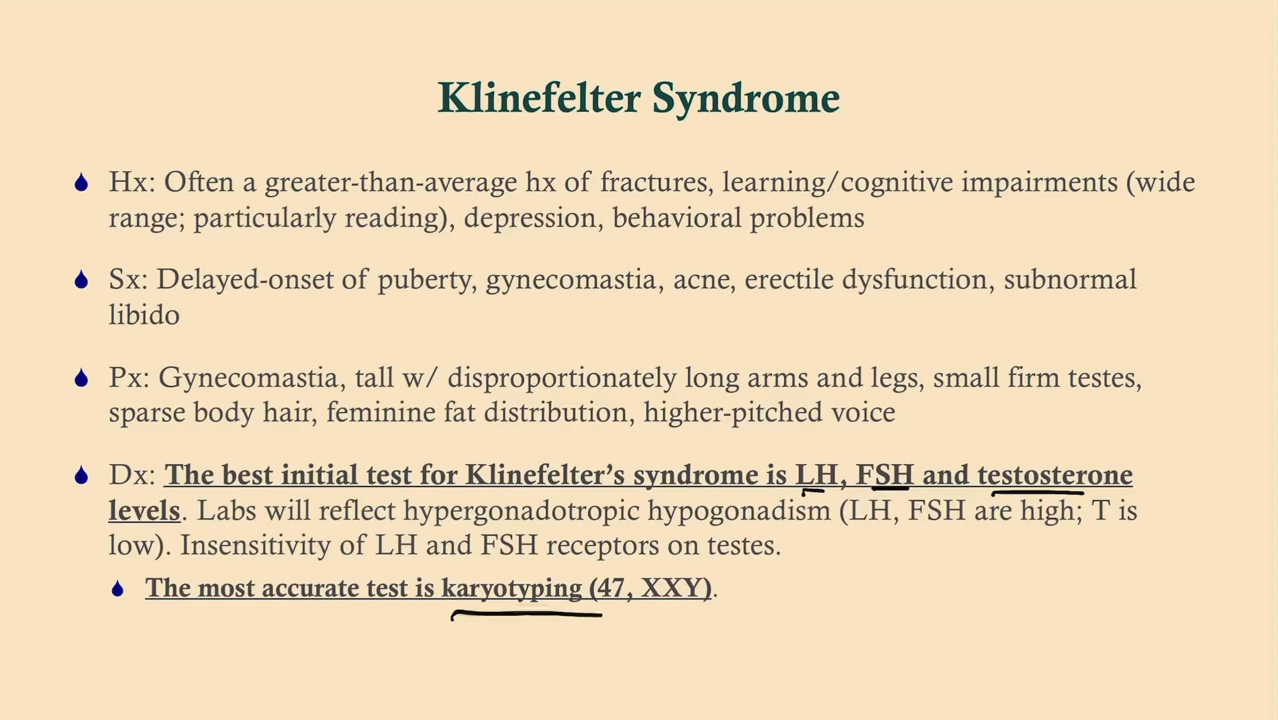 Klinefelter Syndrome
Hx: Often a greater-than-average hx of fractures, learning/cognitive impairments (wide
range; particularly reading), depression, behavioral problems
Sx: Delayed-onset of puberty, gynecomastia, acne, erectile dysfunction, subnormal
libido
Px: Gynecomastia, tall w/ disproportionately long arms and legs, small firm testes,
sparse body hair, feminine fat distribution, higher-pitched voice
Dx: The best initial test for Klinefelter’s syndrome is LH, FSH and testosterone
levels. Labs will reflect hypergonadotropic hypogonadism (LH, FSH are high; T is
low). Insensitivity of LH and FSH receptors on testes.
The most accurate test is karyotyping (47, XXY).